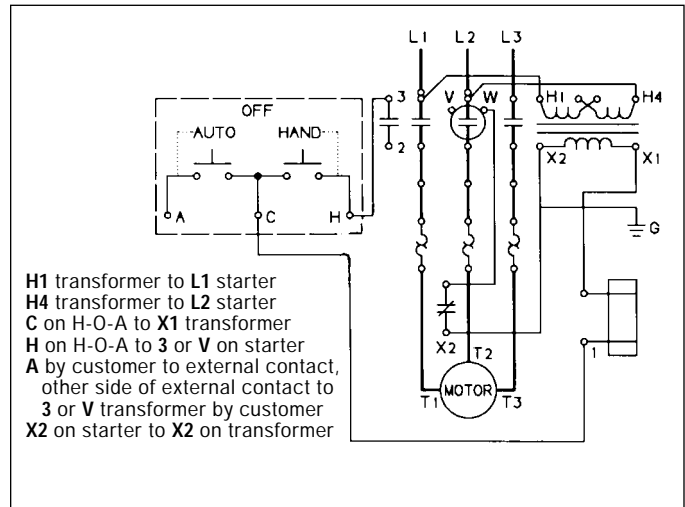 L1 L2 L3
OFF
AUTO HAND
3
V W
H1 H4
2
X2 X1
A C H
G
H1 transformer to L1 starter
H4 transformer to L2 starter
C on H-O-A to X1 transformer
H on H-O-A to 3 or V on starter
A by customer to external contact,
other side of external contact to
3 or V transformer by customer
X2 on starter to X2 on transformer
X2
1
T2
T1 MOTOR T3